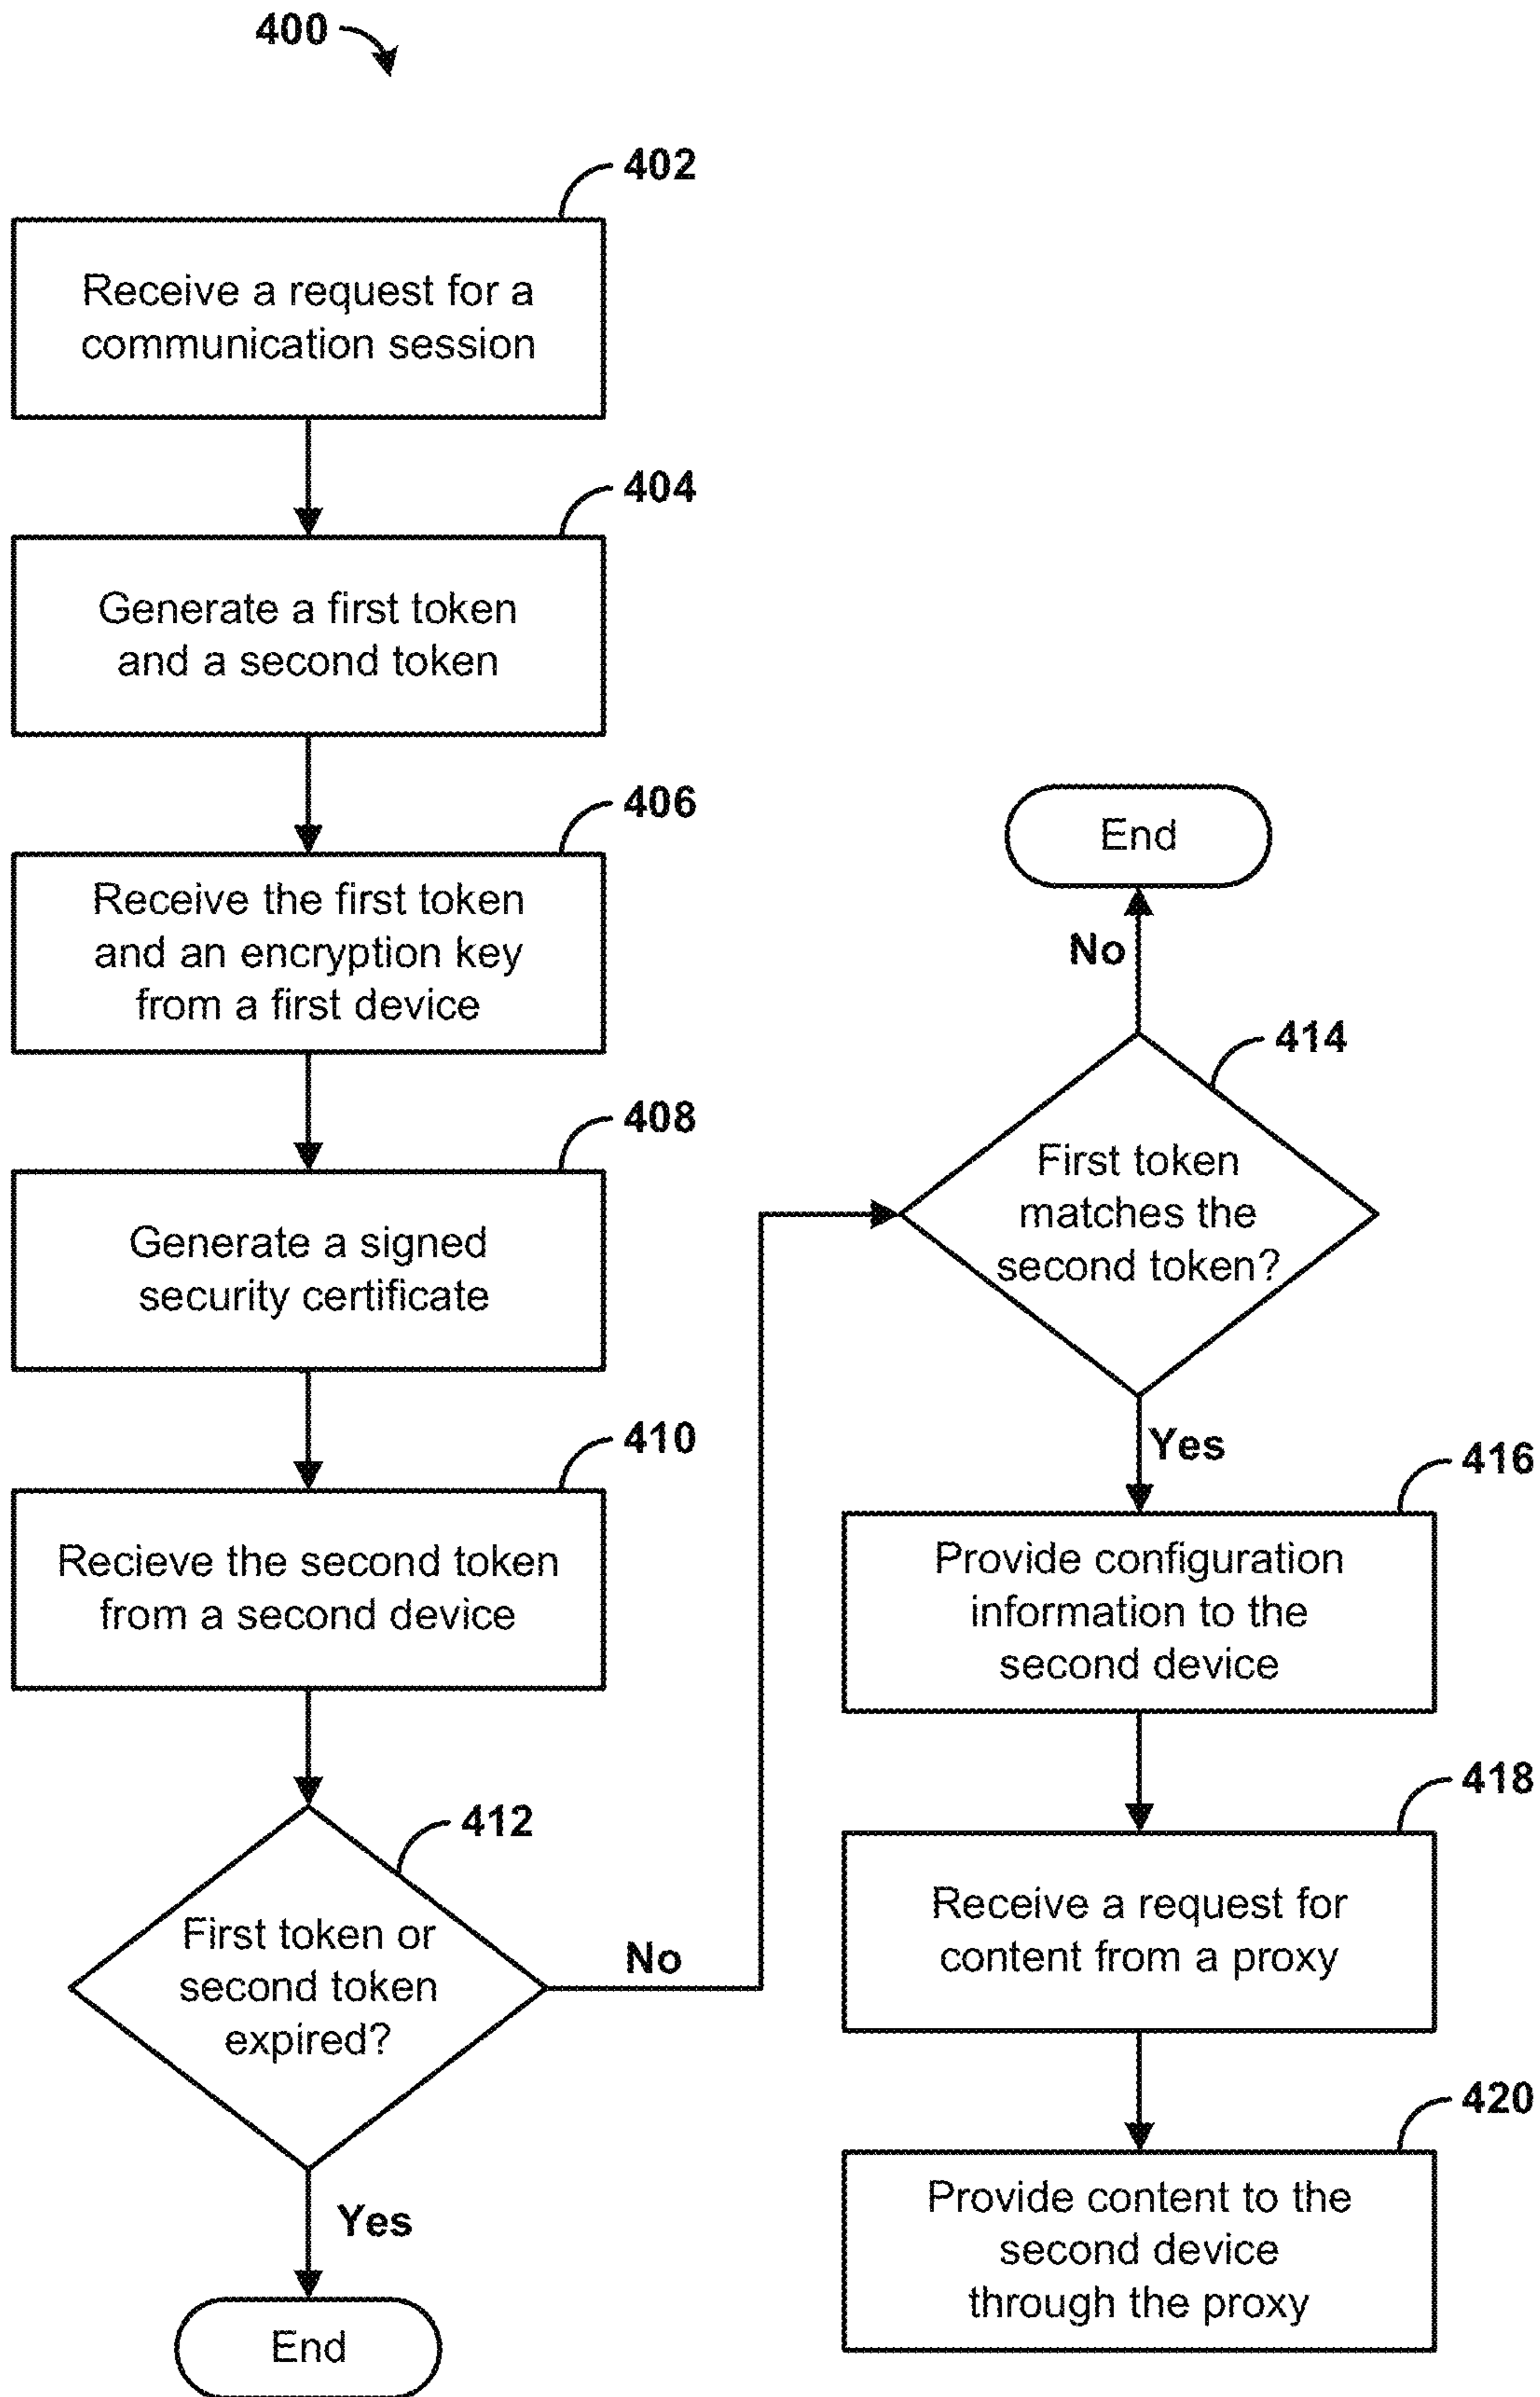 400
402
Receive a request for a
communication session
404
Generate a first token
and a second token
406
Receive the first token
and an encryption key
from a first device
408
Generate a signed
security certificate
410
Recieve the second token
from a second device
412
First token or
second token
expired?
No
Yes
End
End
No
414
First token
matches the
second token?
Yes
416
Provide configuration
information to the
second device
418
Receive a request for
content from a proxy
420
Provide content to the
second device
through the proxy